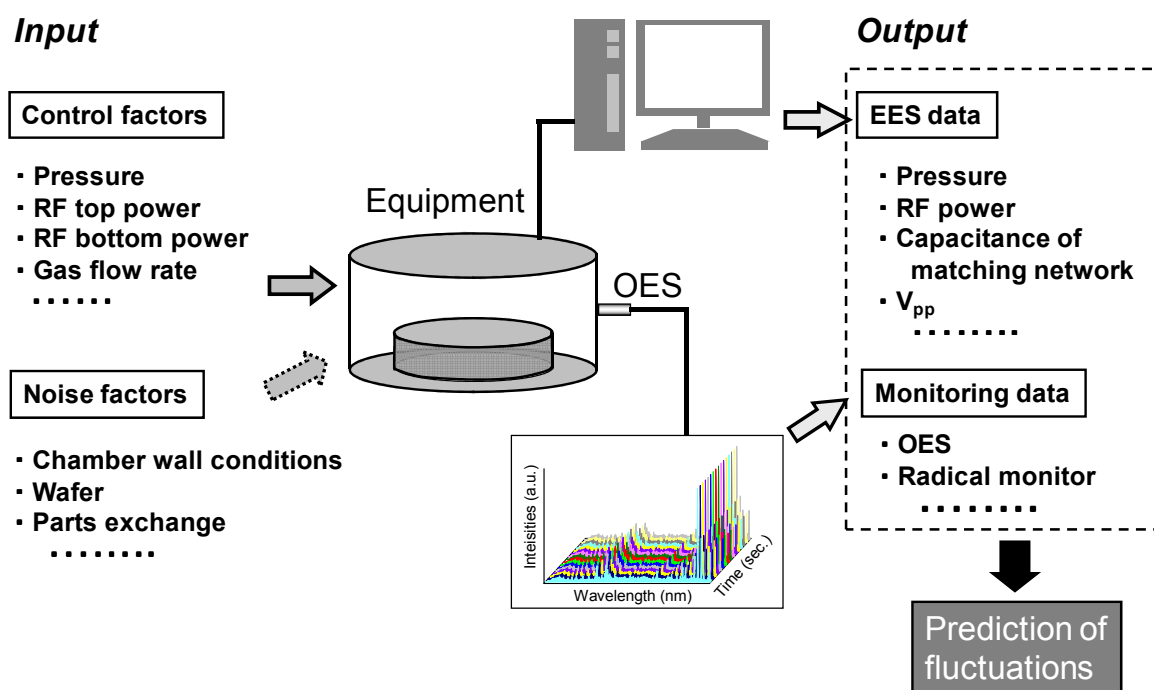 Input
Control factors
・Pressure
・RF top power
・RF bottom power
・Gas flow rate
・・・・・・
Noise factors
・Chamber wall conditions
・Wafer
・Parts exchange
・・・・・・・・
Equipment
OES
Inteisities (a.u.)
Wavelength (nm)
Time (sec.)
Output
EES data
・Pressure
・RF power
・Capacitance of
matching network
・Vpp
・・・・・・・・
Monitoring data
・OES
・Radical monitor
・・・・・・・・
Prediction of
fluctuations